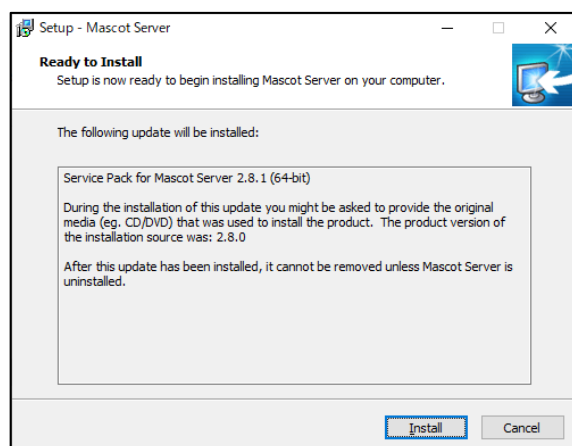 Setup - Mascot Server
Ready to Install
Setup is now ready to begin installing Mascot Server on your computer.
The following update will be installed:
Service Pack for Mascot Server 2.8.1 (64-bit)
During the installation of this update you might be asked to provide the original
media (eg. CD/DVD) that was used to install the product.  The product version of
the installation source was: 2.8.0
After this update has been installed, it cannot be removed unless Mascot Server is
uninstalled.
Install
Cancel